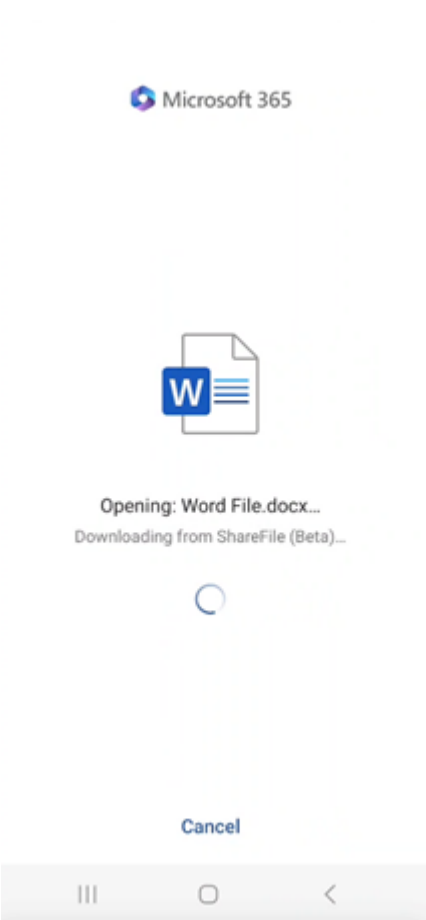 Microsoft 365
W
Opening: Word File.docx...
Downloading from ShareFile (Beta)...
Cancel